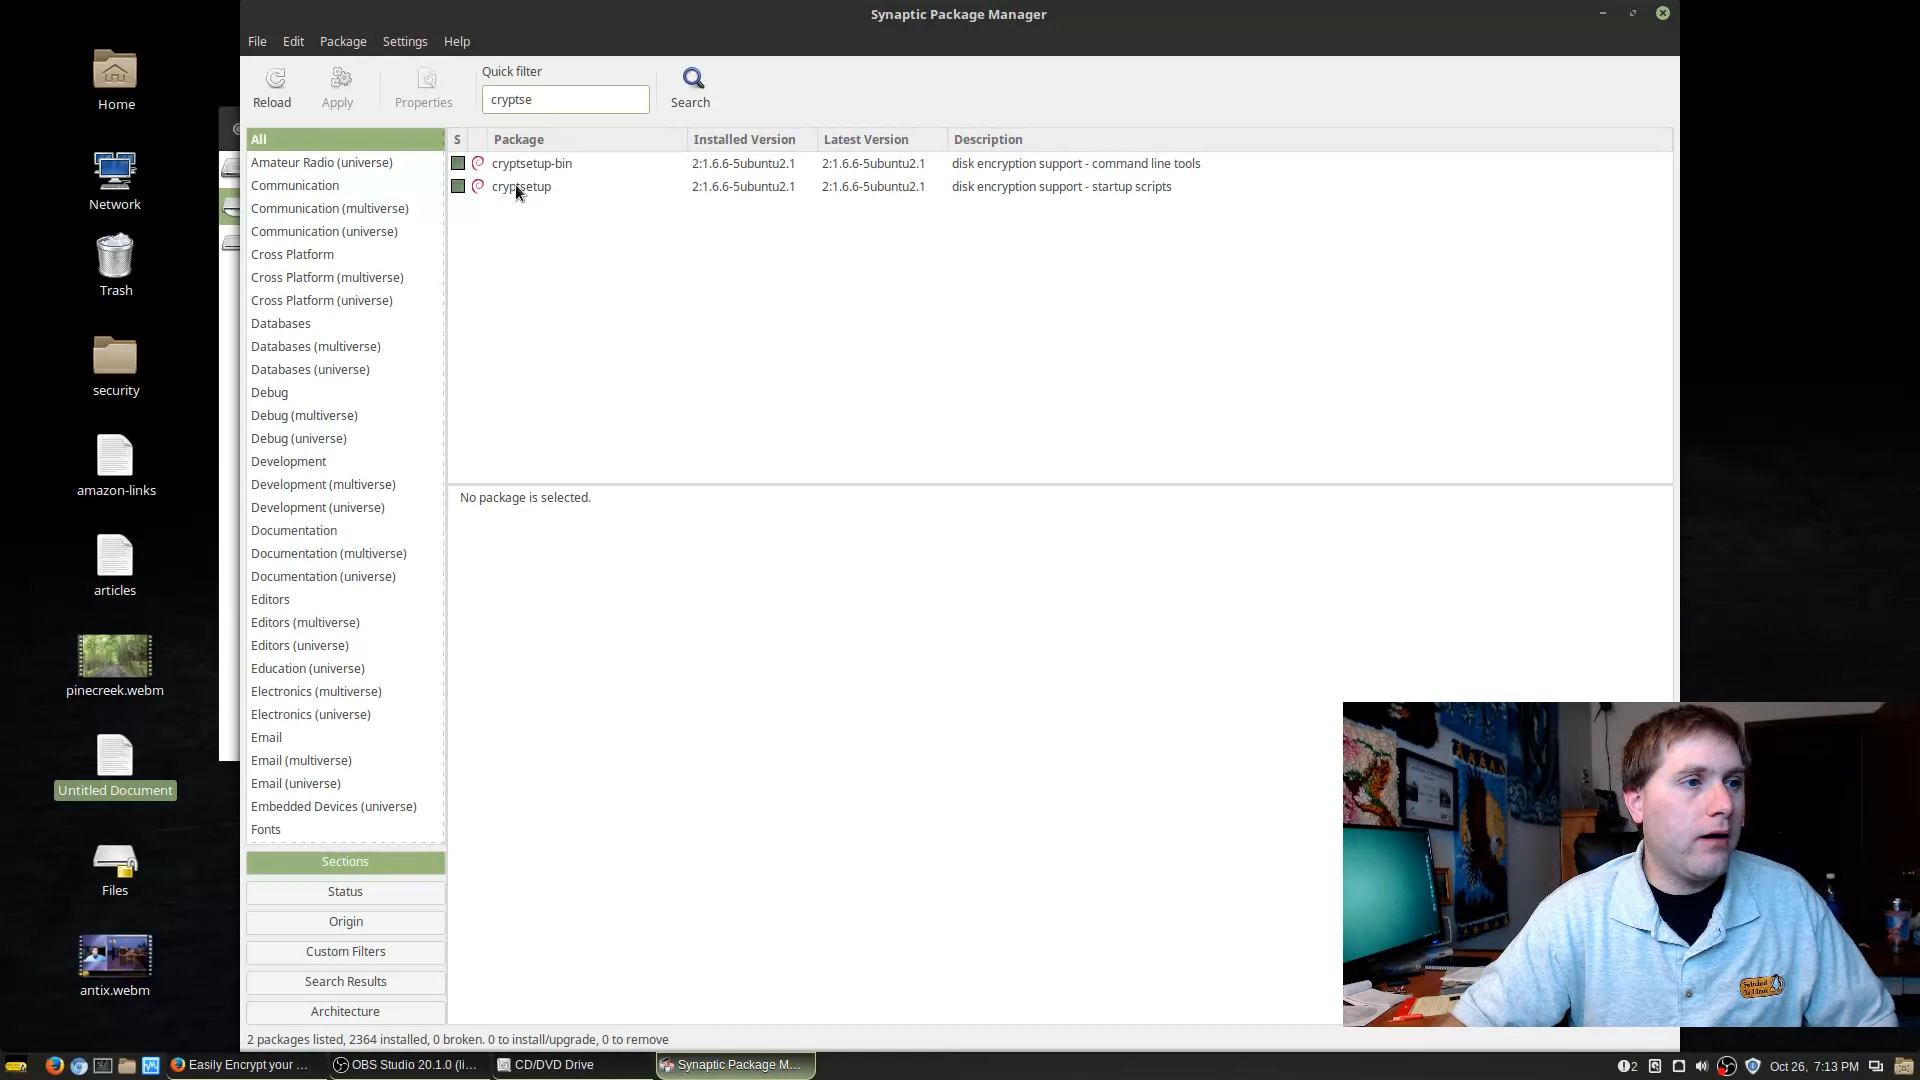 Synaptic Package Manager
File Edit Package Settings Help
Reload
Apply
Properties
Quick filter
cryptse
Search
All
Amateur Radio (universe)
Communication
Communication (multiverse)
Communication (universe)
Cross Platform
Cross Platform (multiverse)
Cross Platform (universe)
Databases
Databases (multiverse)
Databases (universe)
Debug
Debug (multiverse)
Debug (universe)
Development
Development (multiverse)
Development (universe)
Documentation
Documentation (multiverse)
Documentation (universe)
Editors
Editors (multiverse)
Editors (universe)
Education (universe)
Electronics (multiverse)
Electronics (universe)
Email
Email (multiverse)
Email (universe)
Embedded Devices (universe)
Fonts
Sections
Status
Origin
Custom Filters
Search Results
Architecture
S Package Installed Version Latest Version Description
cryptsetup-bin 2:1.6.6-5ubuntu2.1 2:1.6.6-5ubuntu2.1 disk encryption support - command line tools
cryptsetup 2:1.6.6-5ubuntu2.1 2:1.6.6-5ubuntu2.1 disk encryption support - startup scripts
No package is selected.
2 packages listed, 2364 installed, 0 broken. 0 to install/upgrade, 0 to remove
Home
Network
Trash
security
amazon-links
articles
pinecreek.webm
Untitled Document
Files
antix.webm
Switched
To Linux
Easily Encrypt your ...
OBS Studio 20.1.0 (li...
CD/DVD Drive
Synaptic Package M...
2
Oct 26, 7:13 PM